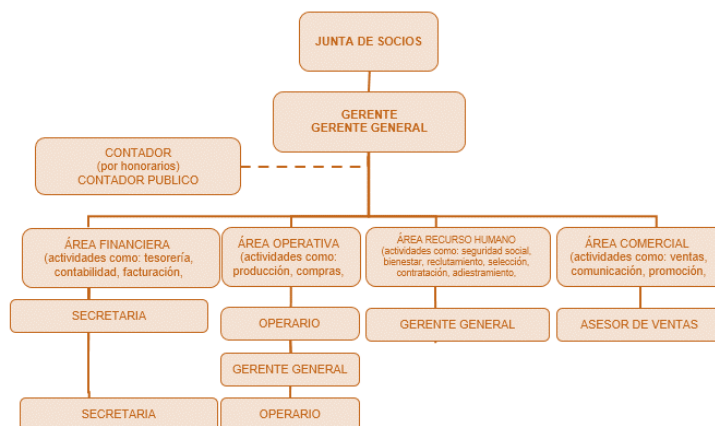 JUNTA DE SOCIOS
GERENTE
GERENTE GENERAL
CONTADOR
(por honorarios)
CONTADOR PUBLICO
ÁREA FINANCIERA
(actividades como: tesorería,
contabilidad, facturación,
ÁREA OPERATIVA
(actividades como:
producción, compras,
ÁREA RECURSO HUMANO
(actividades como: seguridad social,
bienestar, reclutamiento, selección,
contratación, adiestramiento,
ÁREA COMERCIAL
(actividades como: ventas,
comunicación, promoción,
SECRETARIA
OPERARIO
GERENTE GENERAL
ASESOR DE VENTAS
GERENTE GENERAL
SECRETARIA
OPERARIO